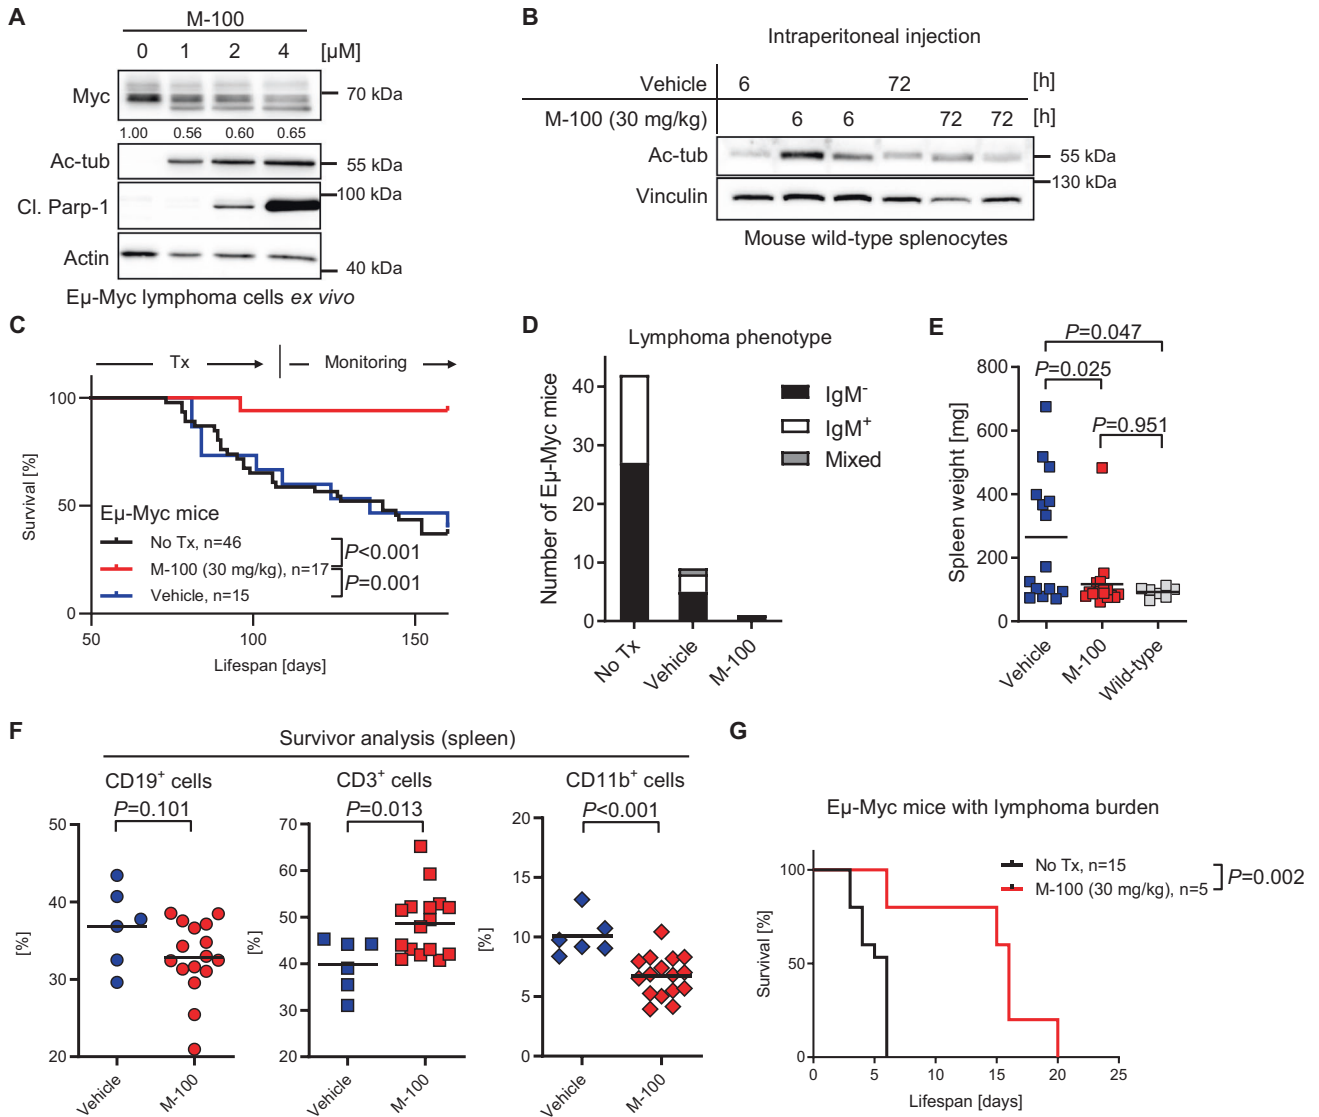 A
M-100
0 1 2 4 [µM]
Myc
70 kDa
1.00 0.56 0.60 0.65
Ac-tub
55 kDa
Cl. Parp-1
100 kDa
Actin
40 kDa
Eµ-Myc lymphoma cells ex vivo
B
Intraperitoneal injection
Vehicle 6 72 [h]
M-100 (30 mg/kg) 6 6 72 72 [h]
Ac-tub
55 kDa
130 kDa
Vinculin
Mouse wild-type splenocytes
C
Tx Monitoring
Survival [%]
100
50
0
Eµ-Myc mice
No Tx, n=46
M-100 (30 mg/kg), n=17
Vehicle, n=15
P<0.001
P=0.001
50 100 150
Lifespan [days]
D
Lymphoma phenotype
Number of Eµ-Myc mice
40
30
20
10
0
IgM-
IgM+
Mixed
No Tx Vehicle M-100
E
P=0.047
P=0.025
P=0.951
Spleen weight [mg]
800
600
400
200
0
Vehicle M-100 Wild-type
F
Survivor analysis (spleen)
CD19+ cells
P=0.101
[%]
50
40
30
20
Vehicle M-100
CD3+ cells
P=0.013
[%]
70
60
50
40
30
20
Vehicle M-100
CD11b+ cells
P<0.001
[%]
20
15
10
5
0
Vehicle M-100
G
Eµ-Myc mice with lymphoma burden
No Tx, n=15
M-100 (30 mg/kg), n=5
P=0.002
Survival [%]
100
50
0
0 5 10 15 20 25
Lifespan [days]